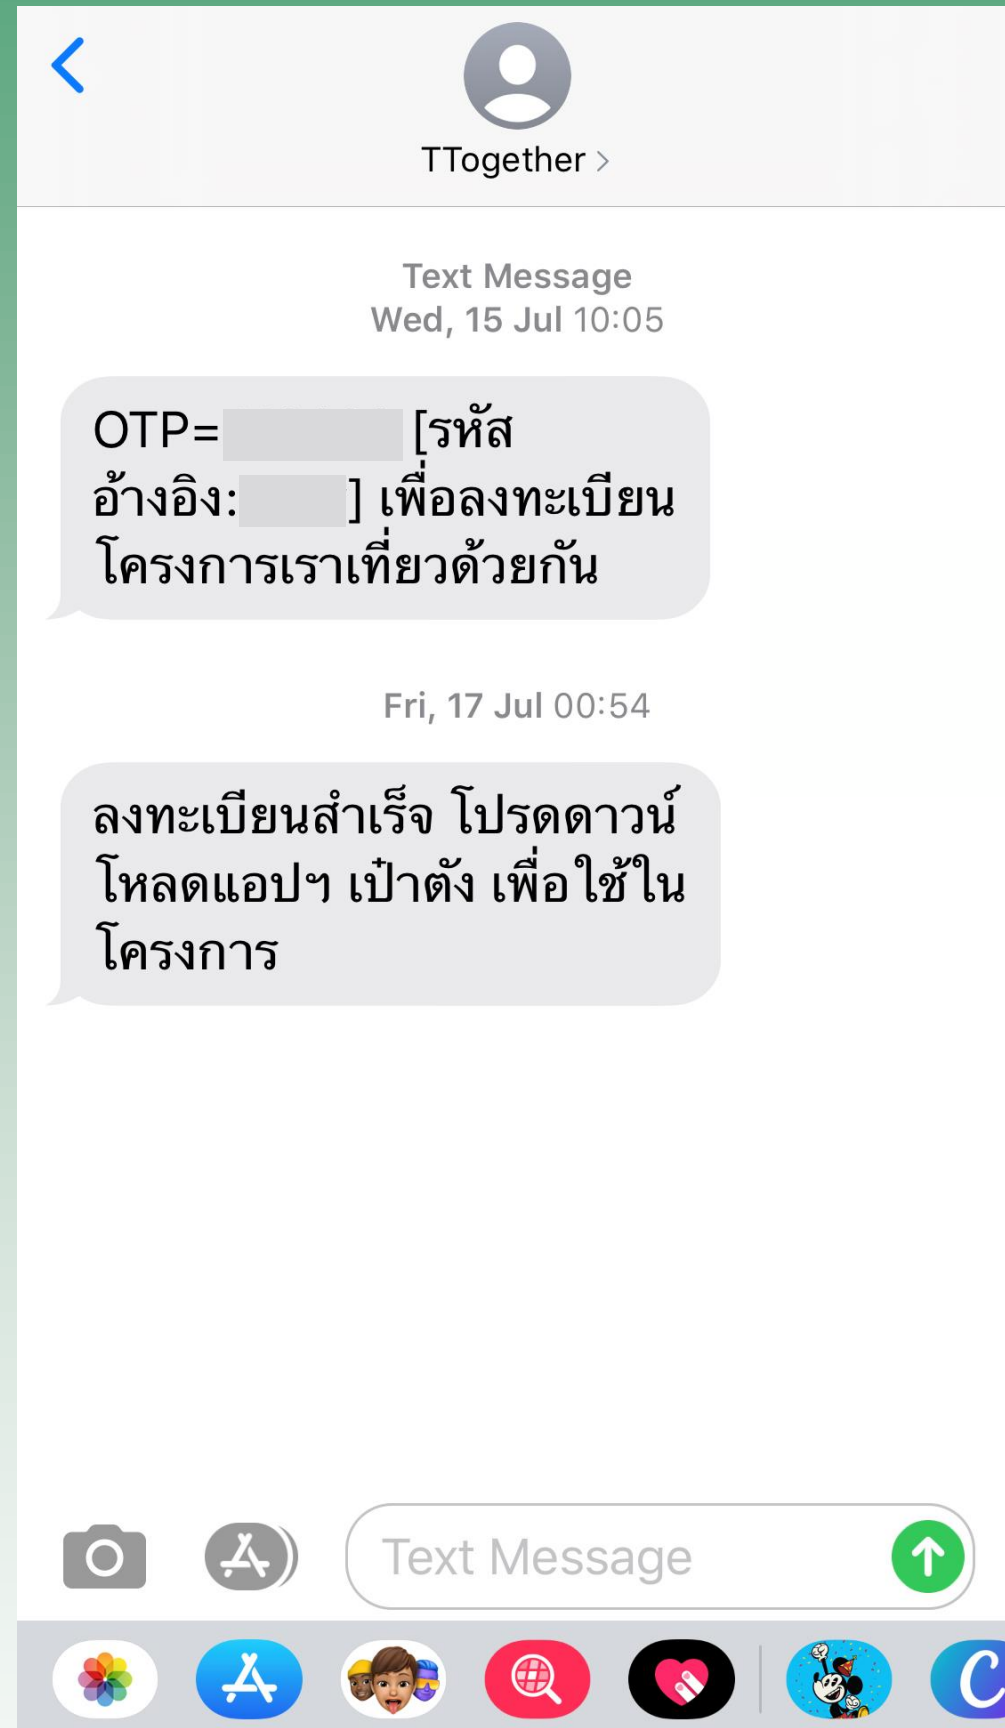 TTogether
Text Message
Wed, 15 Jul 10:05
OTP= [รหัส
อ้างอิง: ] เพื่อลงทะเบียน
โครงการเราเที่ยวด้วยกัน
Fri, 17 Jul 00:54
ลงทะเบียนสำเร็จ โปรดดาวน์
โหลดแอปฯ เป๋าตัง เพื่อใช้ใน
โครงการ
Text Message